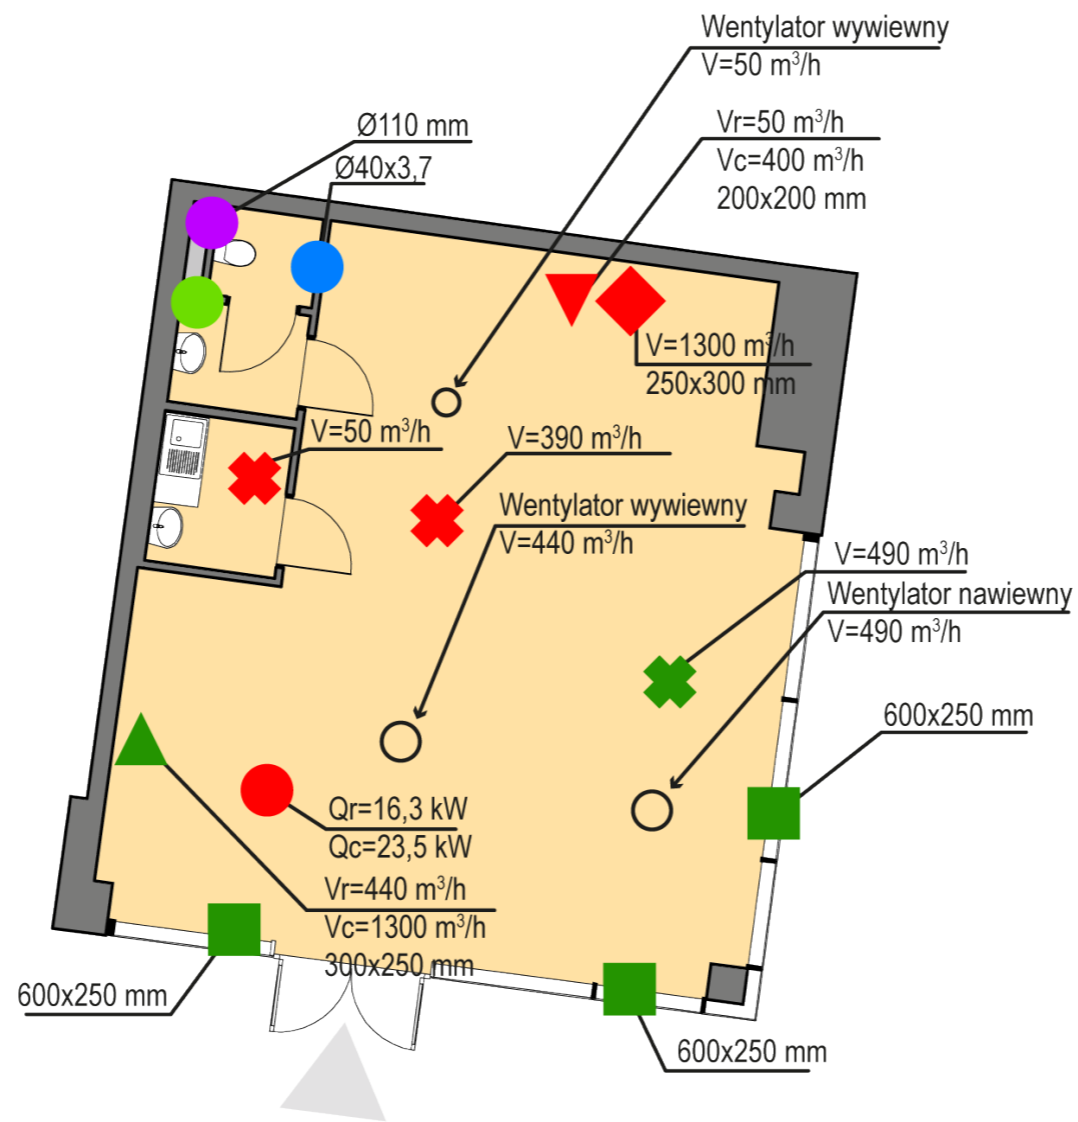 Wentylator wywiewny
V=50 m³/h
Vr=50 m³/h
Vc=400 m³/h
200x200 mm
Ø110 mm
Ø40x3,7
V=1300 m³/h
250x300 mm
V=50 m³/h
V=390 m³/h
Wentylator wywiewny
V=440 m³/h
V=490 m³/h
Wentylator nawiewny
V=490 m³/h
600x250 mm
Qr=16,3 kW
Qc=23,5 kW
Vr=440 m³/h
Vc=1300 m³/h
300x250 mm
600x250 mm
600x250 mm